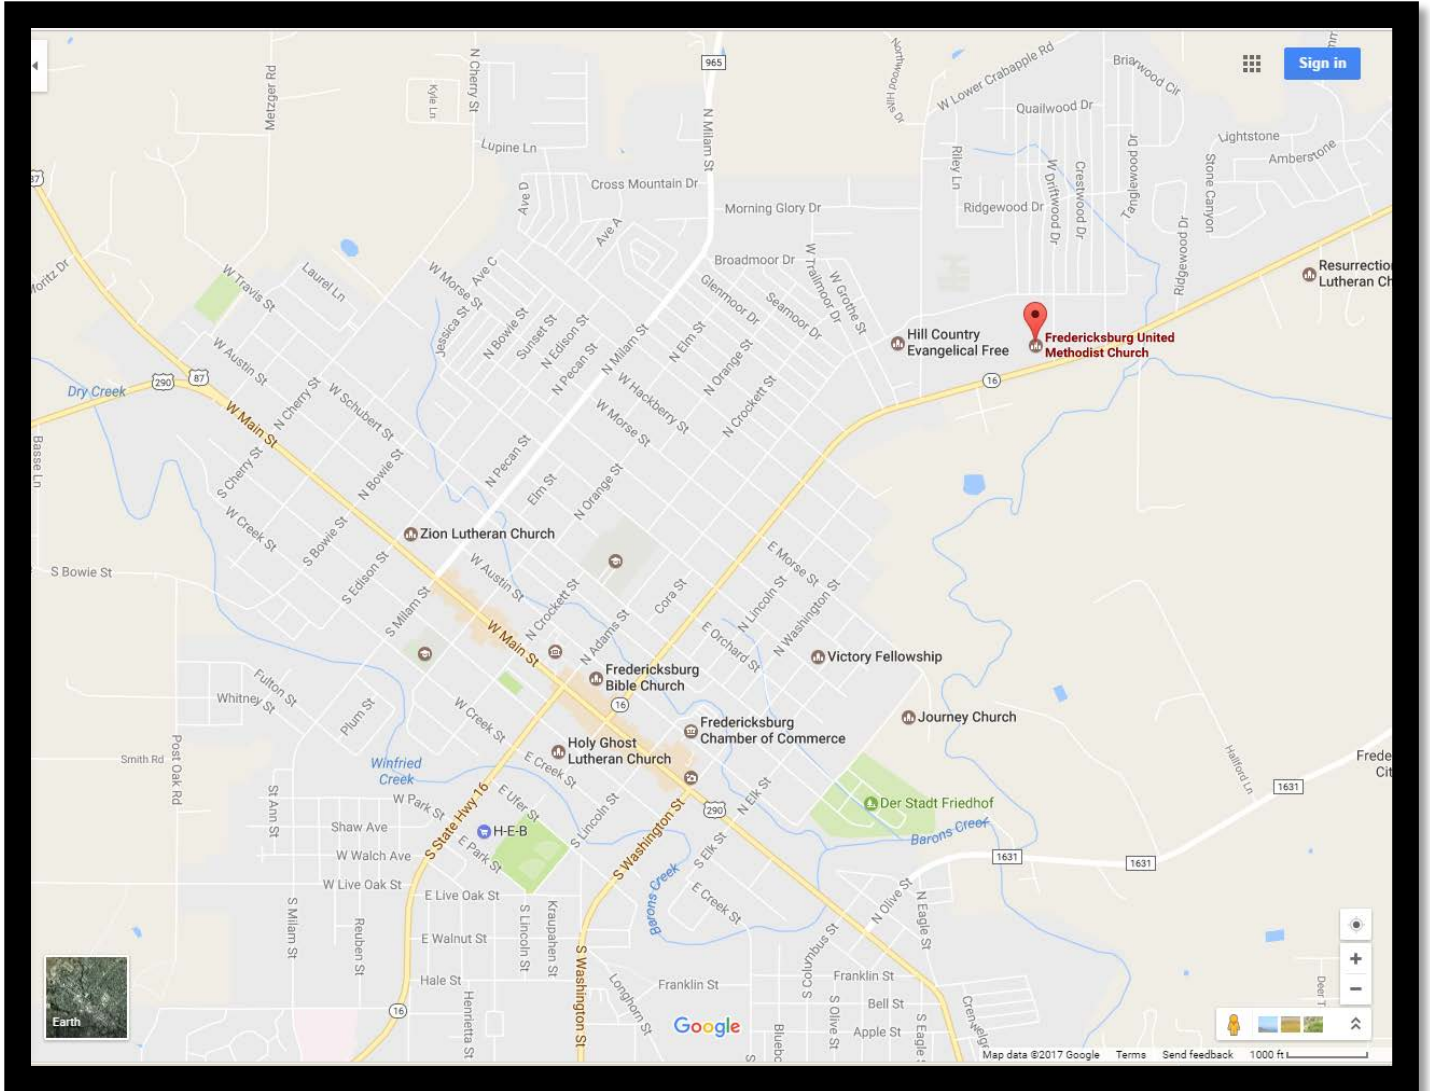 965
Sign in
N Cherry St
Metzger Rd
Kyle Ln
Northwood Hills Dr
W Lower Crabapple Rd
Briarwood Cir
Quailwood Dr
N Milam St
Lupine Ln
Lightstone
Amberstone
Stone Canyon
Tanglewood Dr
Riley Ln
W Driftwood Dr
Crestwood Dr
Cross Mountain Dr
Ave D
Morning Glory Dr
Ridgewood Dr
Ridgewood Dr
Ave A
Broadmoor Dr
W Trailmoor Dr
W Grothe St
Resurrectio
Lutheran Ch
Moritz Dr
W Travis St
Laurel Ln
W Morse St
Ave C
Glenmoor Dr
Seamoor Dr
Jessica St
N Bowie St
Sunset St
N Edison St
N Pecan St
N Milam St
N Elm St
N Orange St
Hill Country
Evangelical Free
Fredericksburg United
Methodist Church
16
W Austin St
Dry Creek
290
87
N Cherry St
W Schubert St
W Hackberry St
W Morse St
N Crockett St
W Main St
Basse Ln
S Cherry St
N Bowie St
N Pecan St
Elm St
N Orange St
W Creek St
S Bowie St
Zion Lutheran Church
S Bowie St
S Edison St
W Austin St
E Morse St
S Milam St
N Crockett St
Cora St
N Lincoln St
N Washington St
W Main St
N Adams St
E Orchard St
Victory Fellowship
Fredericksburg
Bible Church
Fulton St
Whitney St
Plum St
W Creek St
16
Fredericksburg
Chamber of Commerce
Journey Church
Holy Ghost
Lutheran Church
Smith Rd
Post Oak Rd
Winfried
Creek
E Creek St
Hallford Ln
Frede
Cit
1631
St Ann St
W Park St
S State Hwy 16
E Ufer St
S Lincoln St
S Washington St
290
N Elk St
Der Stadt Friedhof
Shaw Ave
H-E-B
E Park St
Barons Creek
W Walch Ave
S Elk St
1631
1631
W Live Oak St
E Live Oak St
Barons Creek
E Creek St
N Olive St
N Eagle St
S Milam St
Reuben St
S Lincoln St
Kraupahen St
E Walnut St
S Washington St
S Columbus St
Hale St
Longhorn St
Franklin St
Franklin St
Henrietta St
16
S Olive St
Bell St
Apple St
S Eagle S
Deer T
Earth
Google
Map data ©2017 Google Terms Send feedback 1000 ft